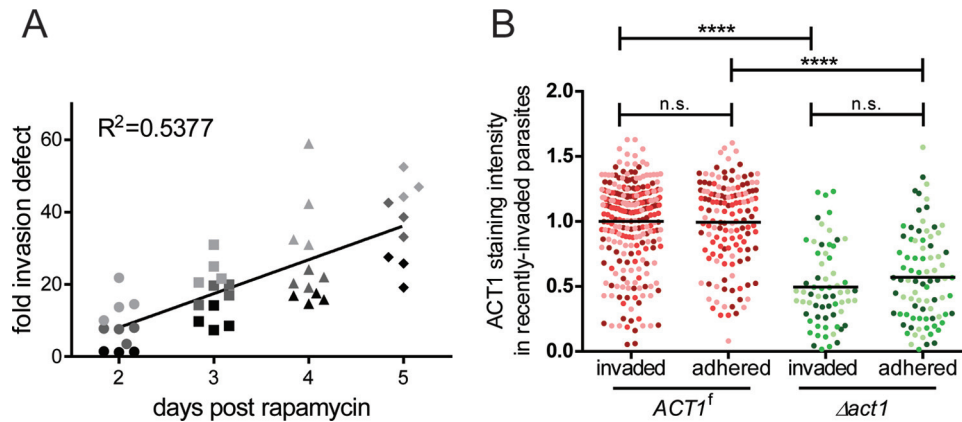 A
R²=0.5377
fold invasion defect
60
40
20
0
2 3 4 5
days post rapamycin
B
****
****
n.s. n.s.
ACT1 staining intensity
in recently-invaded parasites
2.0
1.5
1.0
0.5
0.0
invaded adhered invaded adhered
ACT1ᶠ Δact1